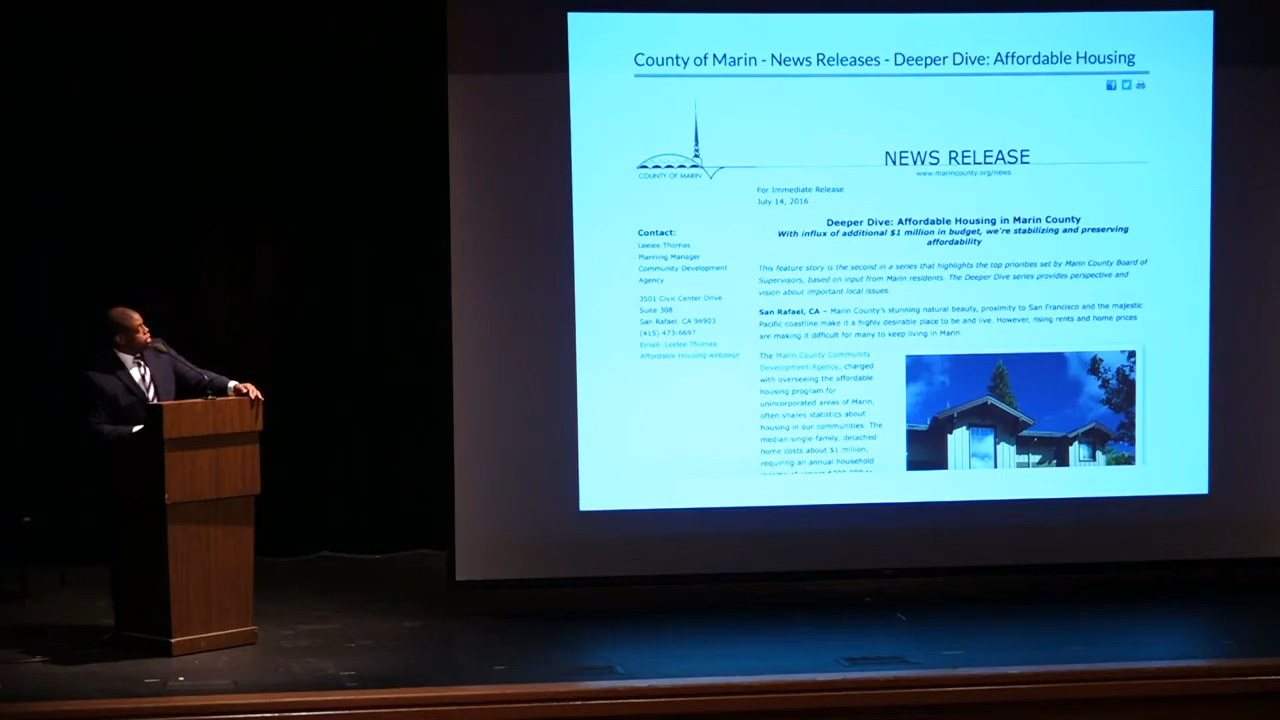 County of Marin - News Releases - Deeper Dive: Affordable Housing
COUNTY OF MARIN
NEWS RELEASE
www.marincounty.org/news
For Immediate Release
July 14, 2016
Deeper Dive: Affordable Housing in Marin County
With influx of additional $1 million in budget, we're stabilizing and preserving
affordability
Contact:
Leelee Thomas
Planning Manager
Community Development
Agency
3501 Civic Center Drive
Suite 308
San Rafael, CA 94903
(415) 473-6697
Email: Leelee Thomas
Affordable Housing webpage
This feature story is the second in a series that highlights the top priorities set by Marin County Board of
Supervisors, based on input from Marin residents. The Deeper Dive series provides perspective and
vision about important local issues.
San Rafael, CA – Marin County's stunning natural beauty, proximity to San Francisco and the majestic
Pacific coastline make it a highly desirable place to be and live. However, rising rents and home prices
are making it difficult for many to keep living in Marin.
The Marin County Community
Development Agency, charged
with overseeing the affordable
housing program for
unincorporated areas of Marin,
often shares statistics about
housing in our communities. The
median single-family, detached
home costs about $1 million,
requiring an annual household